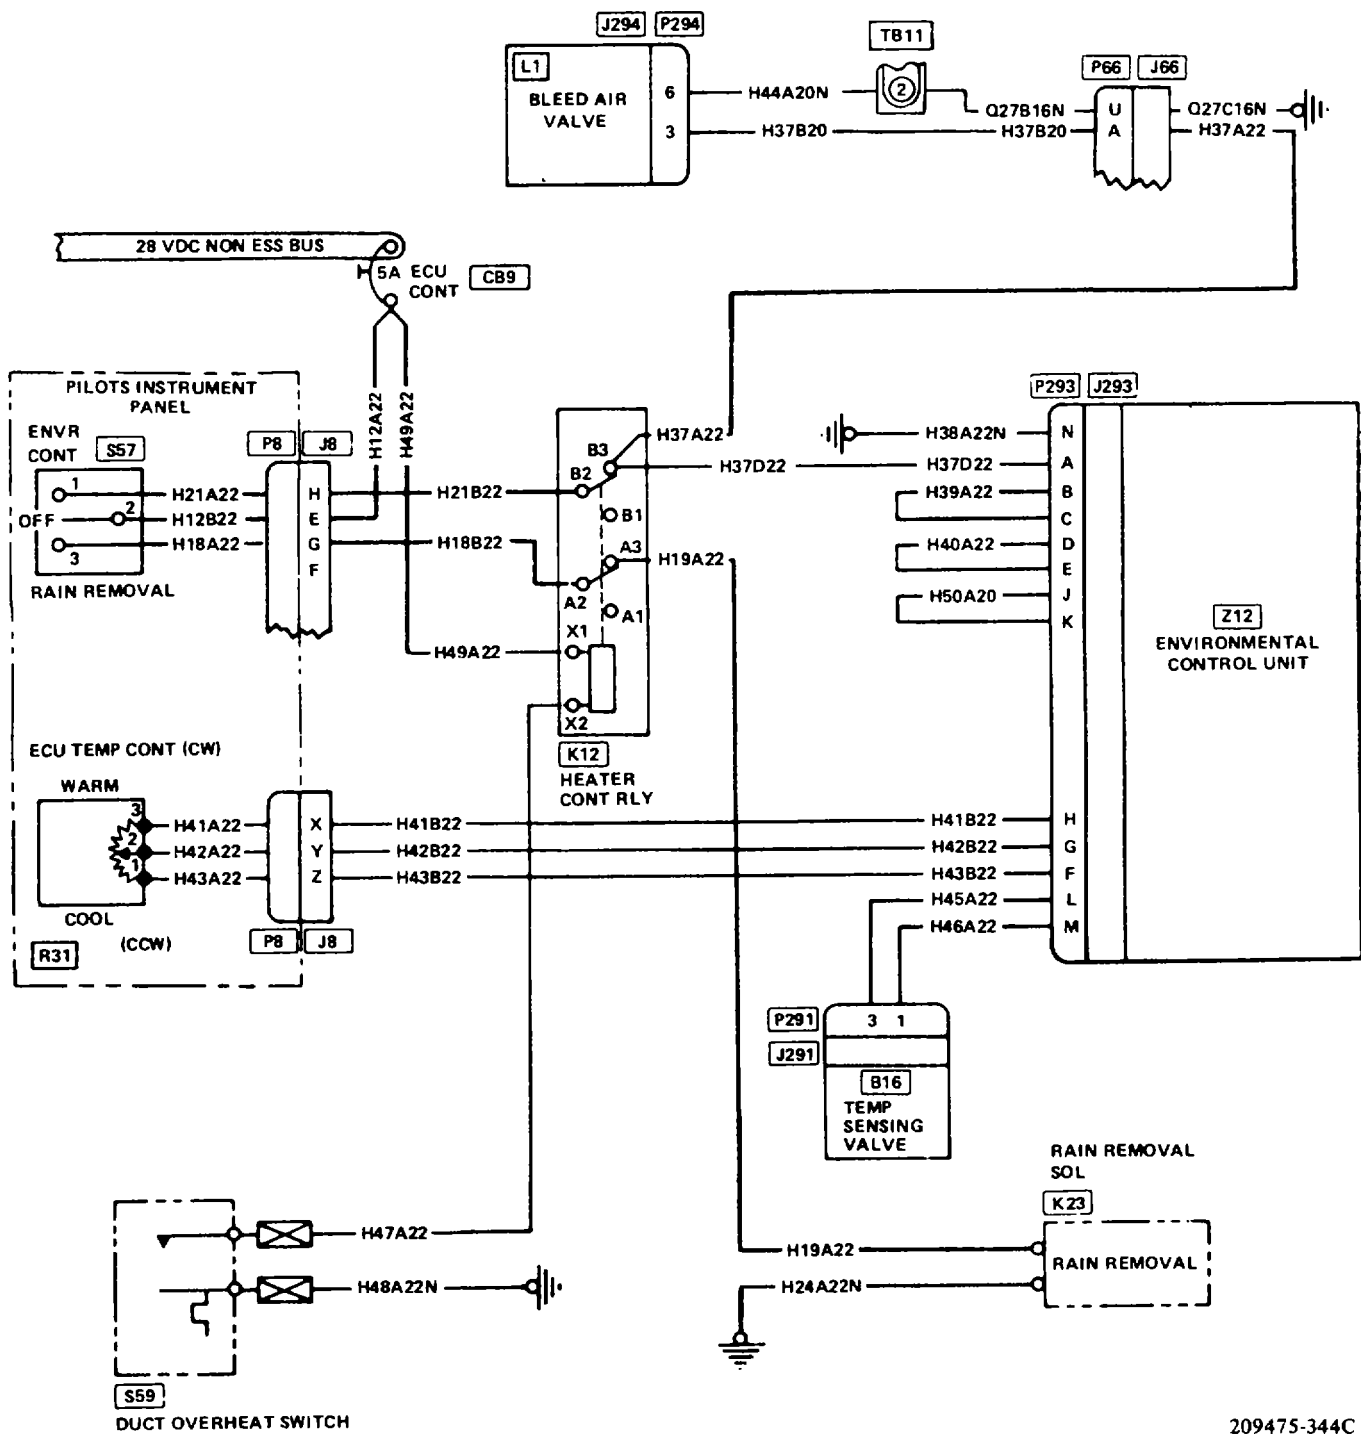 J294 P294
TB11
L1
BLEED AIR
VALVE
6
3
H44A20N
2
P66 J66
Q27B16N U Q27C16N
H37B20 H37B20 A H37A22
28 VDC NON ESS BUS
5A ECU
CONT
CB9
H12A22
H49A22
PILOTS INSTRUMENT
PANEL
ENVR
CONT
S57
P8 J8
1 H21A22 H H21B22
OFF 2 H12B22 E
3 H18A22 G H18B22
F
RAIN REMOVAL
H37A22
B3
B2
B1
A3
A2
A1
X1
X2
H49A22
H19A22
K12
HEATER
CONT RLY
P293 J293
H38A22N N
H37D22 H37D22 A
H39A22 B
C
H40A22 D
E
H50A20 J
K
Z12
ENVIRONMENTAL
CONTROL UNIT
ECU TEMP CONT (CW)
WARM
3 H41A22 X H41B22 H41B22 H
2 H42A22 Y H42B22 H42B22 G
1 H43A22 Z H43B22 H43B22 F
H45A22 L
H46A22 M
COOL
(CCW)
R31
P8 J8
P291 3 1
J291
B16
TEMP
SENSING
VALVE
RAIN REMOVAL
SOL
K23
H19A22
RAIN REMOVAL
H24A22N
H47A22
H48A22N
S59
DUCT OVERHEAT SWITCH
209475-344C